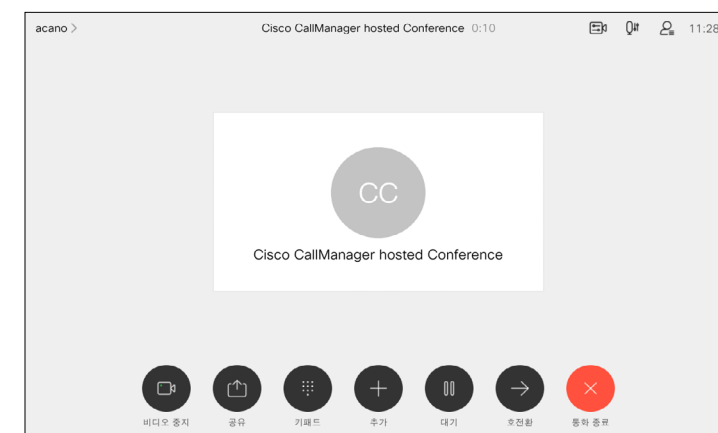 acano >
Cisco CallManager hosted Conference 0:10
11:28
CC
Cisco CallManager hosted Conference
비디오 중지
공유
키패드
추가
대기
호전환
통화 종료